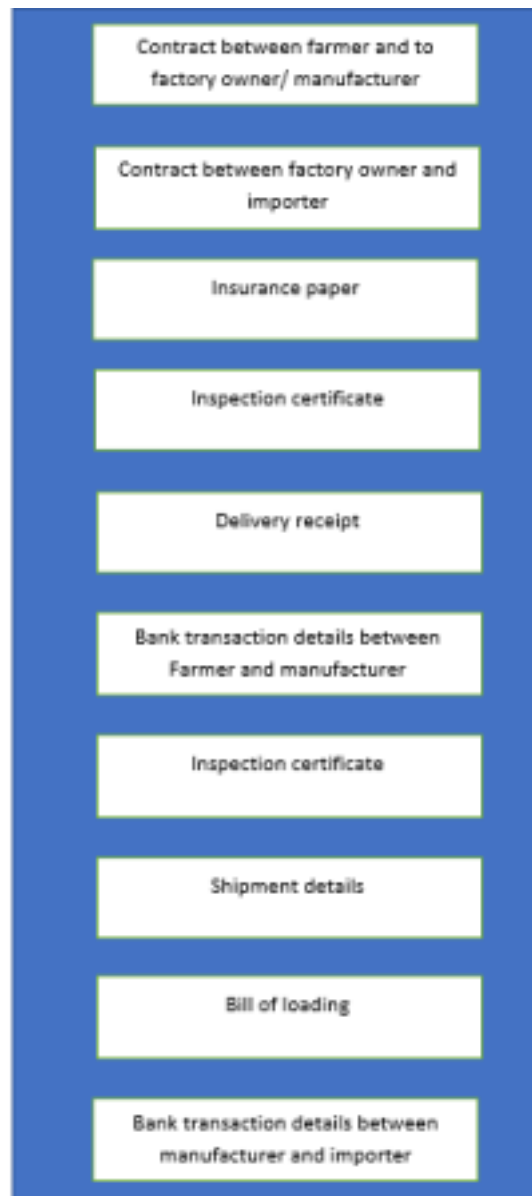 Contract between farmer and to
factory owner/ manufacturer
Contract between factory owner and
importer
Insurance paper
Inspection certificate
Delivery receipt
Bank transaction details between
Farmer and manufacturer
Inspection certificate
Shipment details
Bill of loading
Bank transaction details between
manufacturer and importer